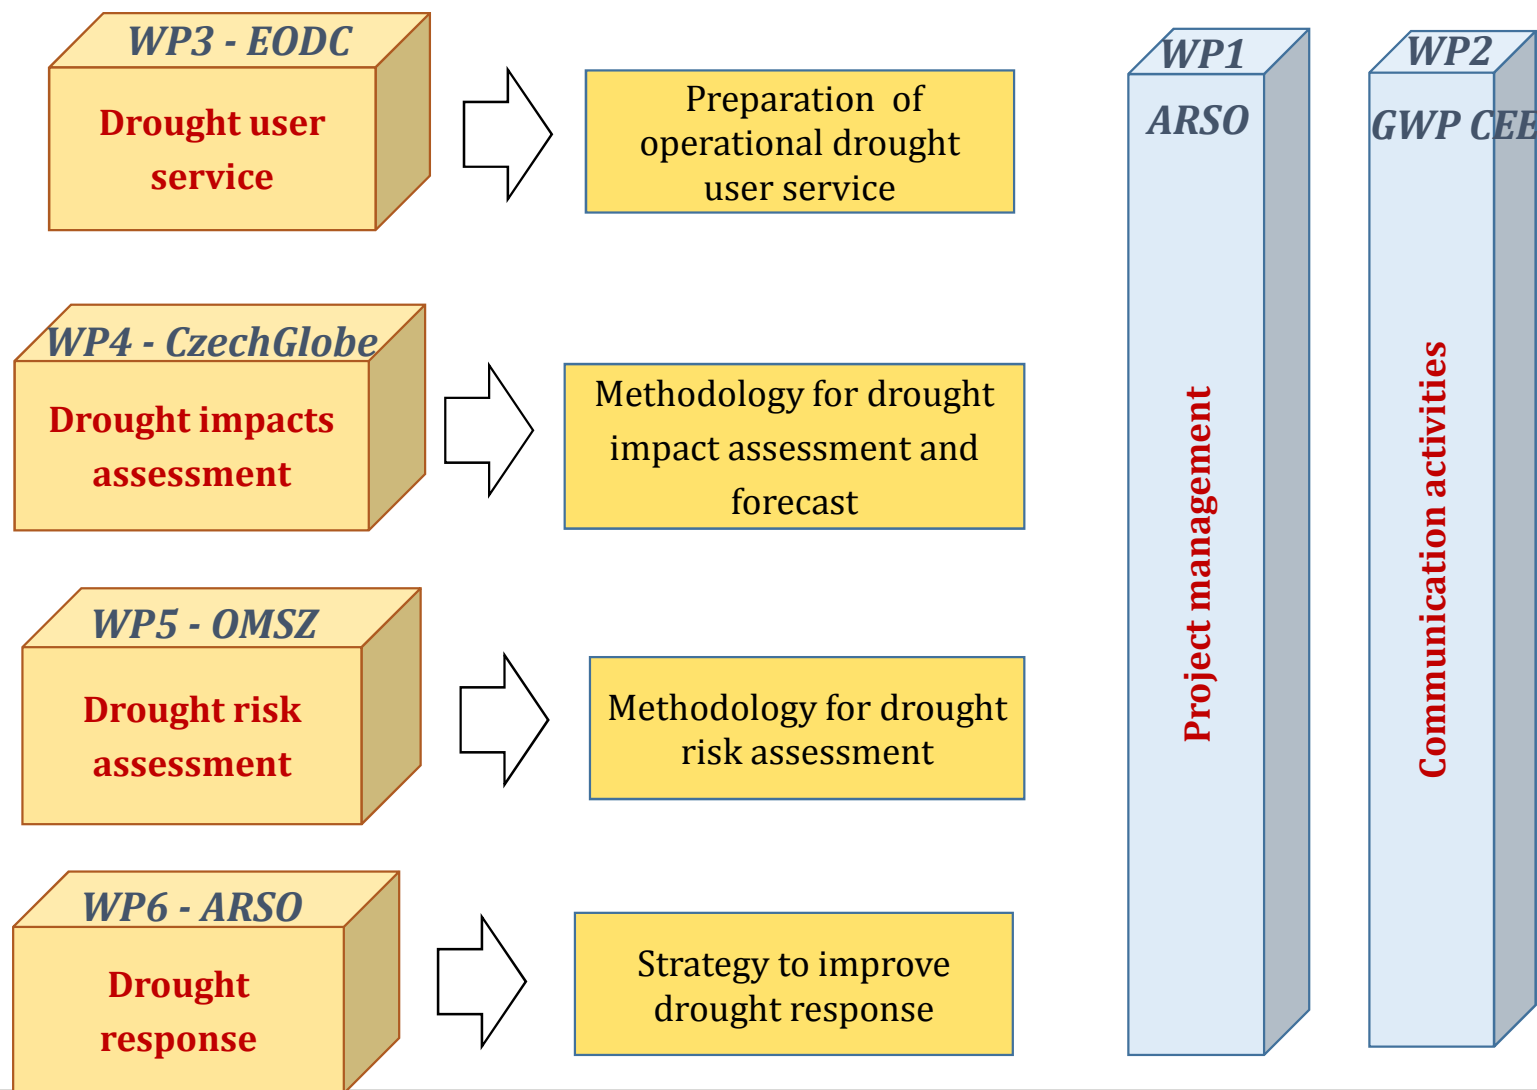 WP3 - EODC
Drought user
service
Preparation of
operational drought
user service
WP4 - CzechGlobe
Drought impacts
assessment
Methodology for drought
impact assessment and
forecast
WP5 - OMSZ
Drought risk
assessment
Methodology for drought
risk assessment
WP6 - ARSO
Drought
response
Strategy to improve
drought response
WP1
ARSO
Project management
WP2
GWP CEE
Communication activities